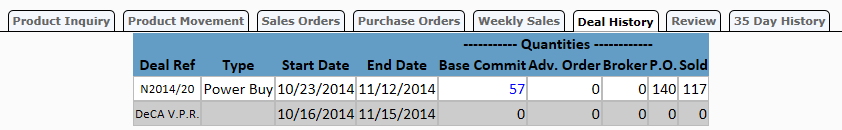 Product Inquiry Product Movement Sales Orders Purchase Orders Weekly Sales Deal History Review 35 Day History
----------- Quantities ------------
Deal Ref Type Start Date End Date Base Commit Adv. Order Broker P.O. Sold
N2014/20 Power Buy 10/23/2014 11/12/2014 57 0 0 140 117
DeCA V.P.R. 10/16/2014 11/15/2014 0 0 0 0 0